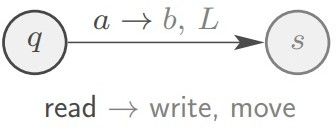 a → b, L
q s
read → write, move